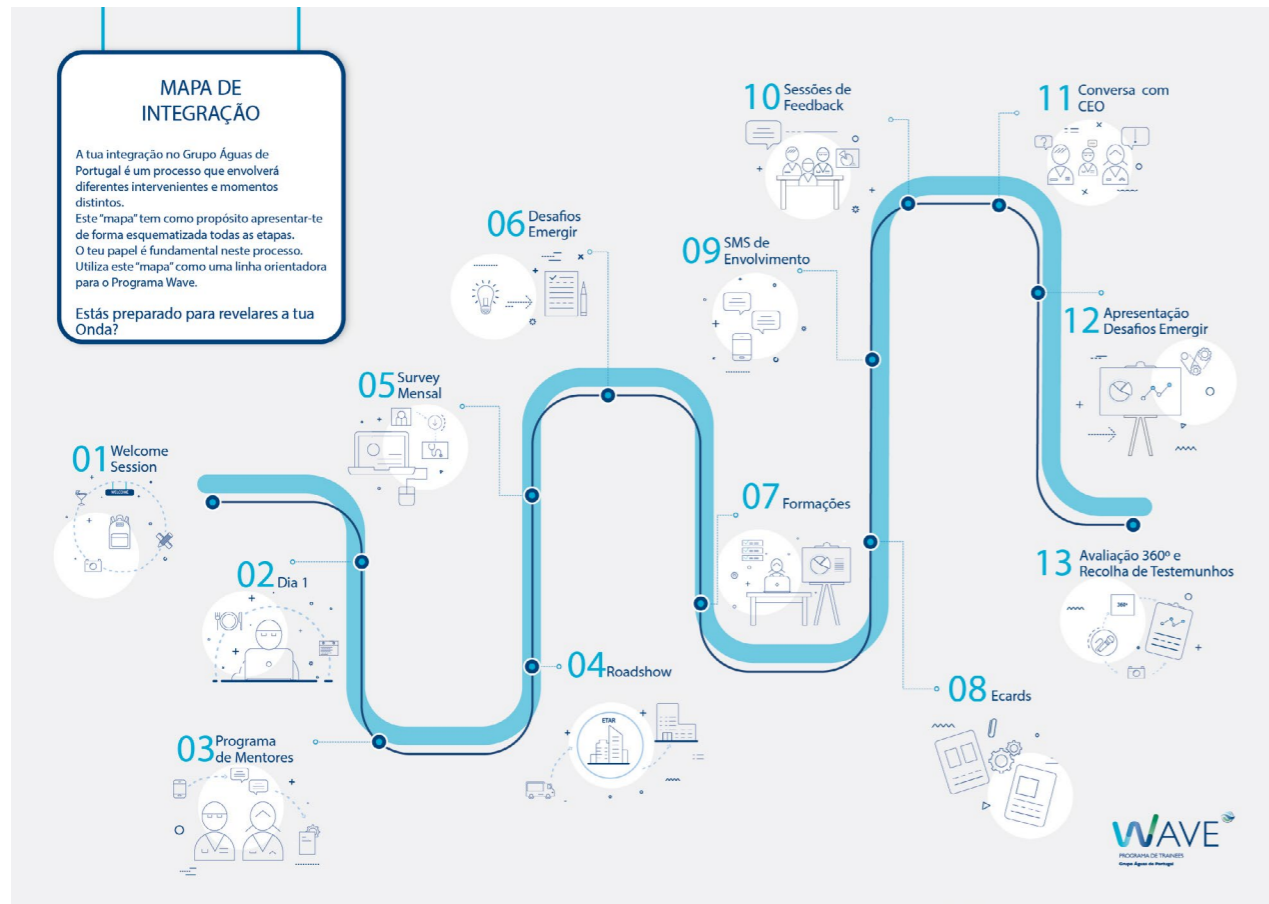 MAPA DE
INTEGRAÇÃO
A tua integração no Grupo Águas de
Portugal é um processo que envolverá
diferentes intervenientes e momentos
distintos.
Este "mapa" tem como propósito apresentar-te
de forma esquematizada todas as etapas.
O teu papel é fundamental neste processo.
Utiliza este "mapa" como uma linha orientadora
para o Programa Wave.
Estás preparado para revelares a tua
Onda?
01 Welcome
Session
WELCOME
02 Dia 1
03 Programa
de Mentores
04 Roadshow
ETAR
05 Survey
Mensal
06 Desafios
Emergir
07 Formações
08 Ecards
09 SMS de
Envolvimento
10 Sessões de
Feedback
11 Conversa com
CEO
12 Apresentação
Desafios Emergir
13 Avaliação 360º e
Recolha de Testemunhos
360º
WAVE
PROGRAMA DE TRAINEES
Grupo Águas de Portugal